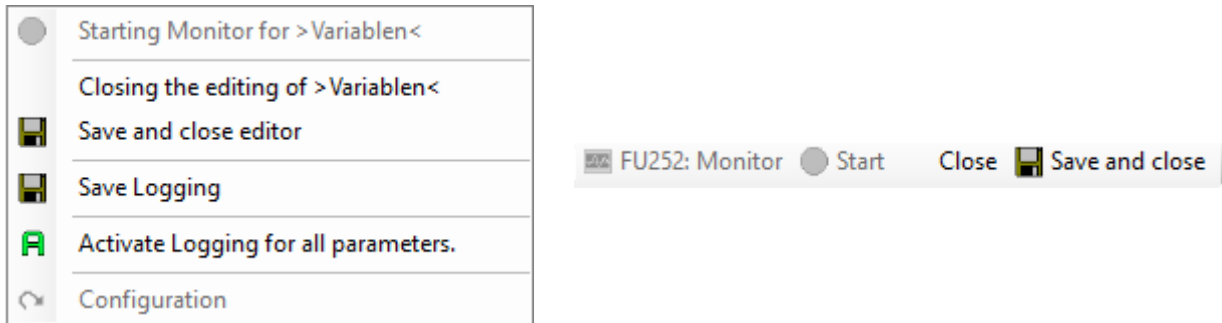 Starting Monitor for >Variablen<
Closing the editing of >Variablen<
Save and close editor
Save Logging
Activate Logging for all parameters.
Configuration
FU252: Monitor Start Close Save and close